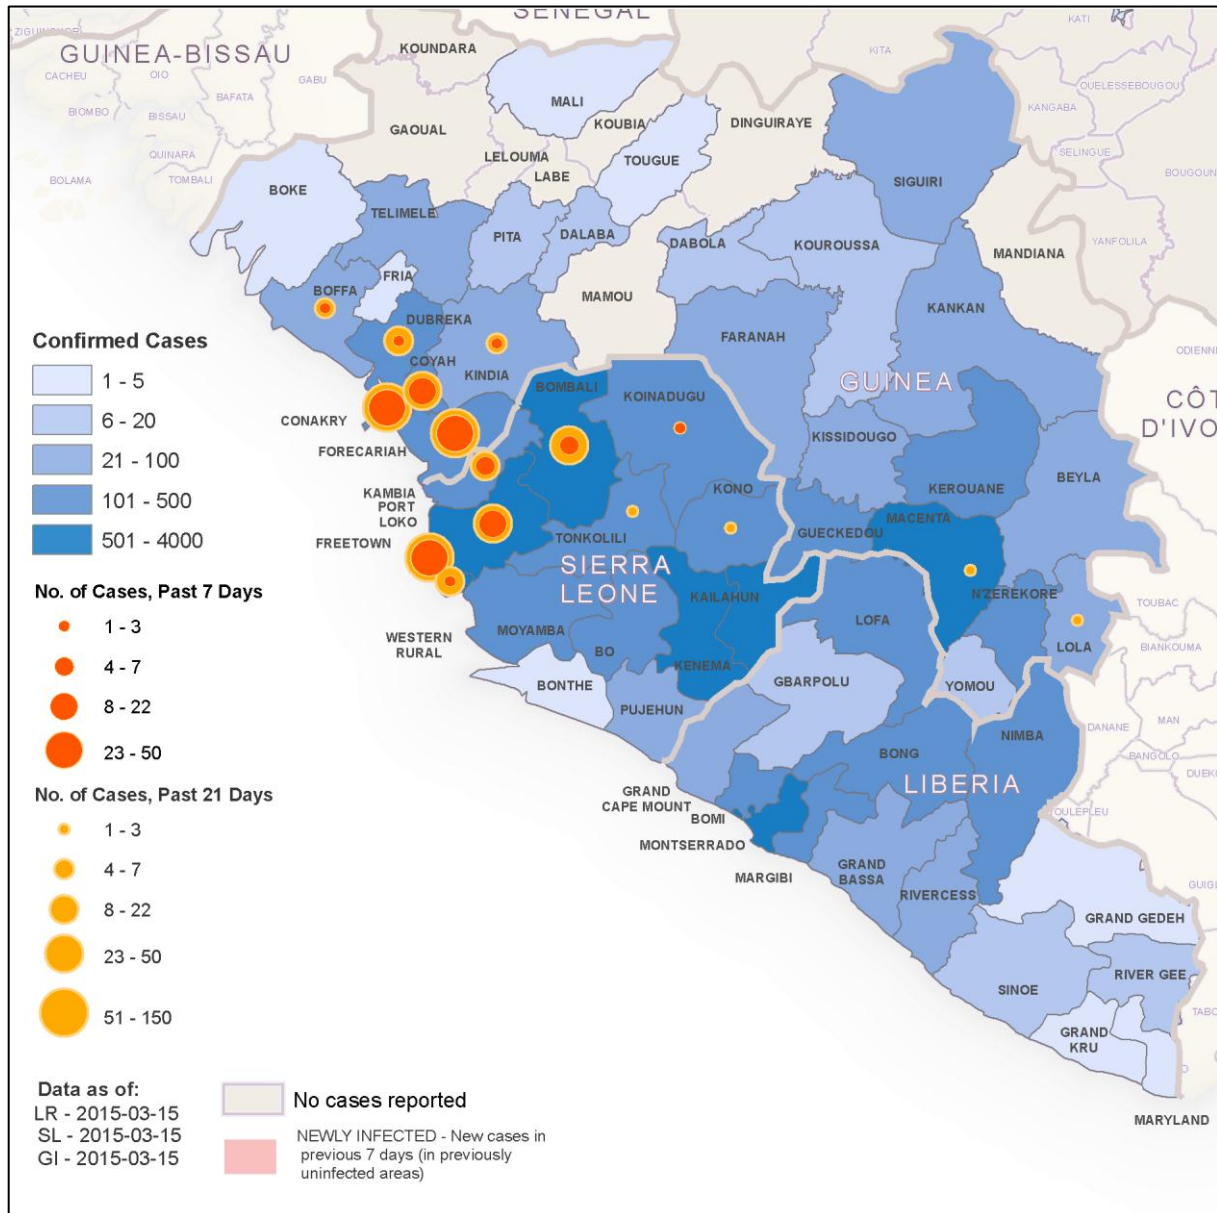 SENEGAL
ZIGUINCHOR
KOUNDARA
KITA
KATI
GUINEA-BISSAU
CACHEU
OIO
GABU
BAFATA
BIOMBO
BISSAU
OUELESSEBOUGOU
KANGABA
MALI
KOUBIA
DINGUIRAYE
GAOUAL
QUINARA
TOMBALI
BOLAMA
LELOUMA
LABE
TOUGUE
SELINGUE
BOUGOUN
SIGUIRI
BOKE
TELIMELE
PITA
DALABA
DABOLA
KOUROUSSA
YANFOLILA
MANDIANA
FRIA
BOFFA
MAMOU
KANKAN
DUBREKA
FARANAH
ODIENNE
COYAH
KINDIA
BOMBALI
KOINADUGU
GUINEA
CÔT
D'IVO
CONAKRY
FORECARIAH
KISSIDOUGO
BEYLA
KAMBIA
PORT
LOKO
KONO
KEROUANE
MACENTA
FREETOWN
TONKOLILI
GUECKEDOU
SIERRA
LEONE
KAILAHUN
N'ZEREKORE
TOUBAC
LOFA
LOLA
BIANKOUMA
WESTERN
RURAL
MOYAMBA
BO
KENEMA
BONTHE
GBARPOLU
YOMOU
PUJEHUN
DANANE
MAN
NIMBA
BONG
BANGOLO
DUEKO
LIBERIA
GRAND
CAPE MOUNT
BOMI
OULEPLEU
MONTSERRADO
MARGIBI
GRAND
BASSA
RIVERCESS
GUIGL
GRAND GEDEH
RIVER GEE
SINOE
TABO
GRAND
KRU
MARYLAND
Confirmed Cases
1 - 5
6 - 20
21 - 100
101 - 500
501 - 4000
No. of Cases, Past 7 Days
1 - 3
4 - 7
8 - 22
23 - 50
No. of Cases, Past 21 Days
1 - 3
4 - 7
8 - 22
23 - 50
51 - 150
Data as of:
LR - 2015-03-15
SL - 2015-03-15
GI - 2015-03-15
No cases reported
NEWLY INFECTED - New cases in
previous 7 days (in previously
uninfected areas)